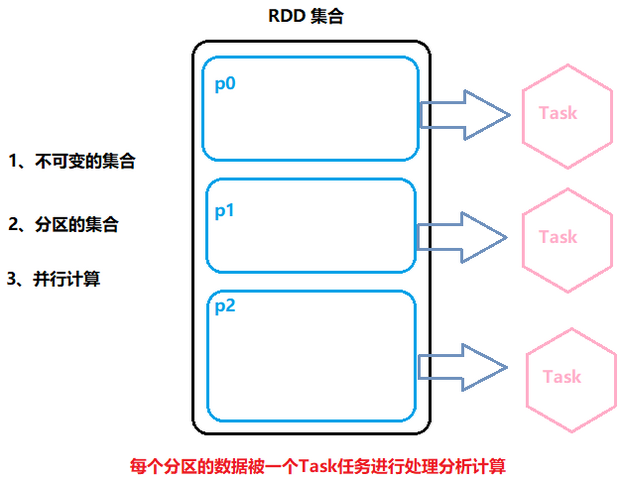 RDD 集合
p0
Task
1、不可变的集合
p1
2、分区的集合
Task
3、并行计算
p2
Task
每个分区的数据被一个Task任务进行处理分析计算